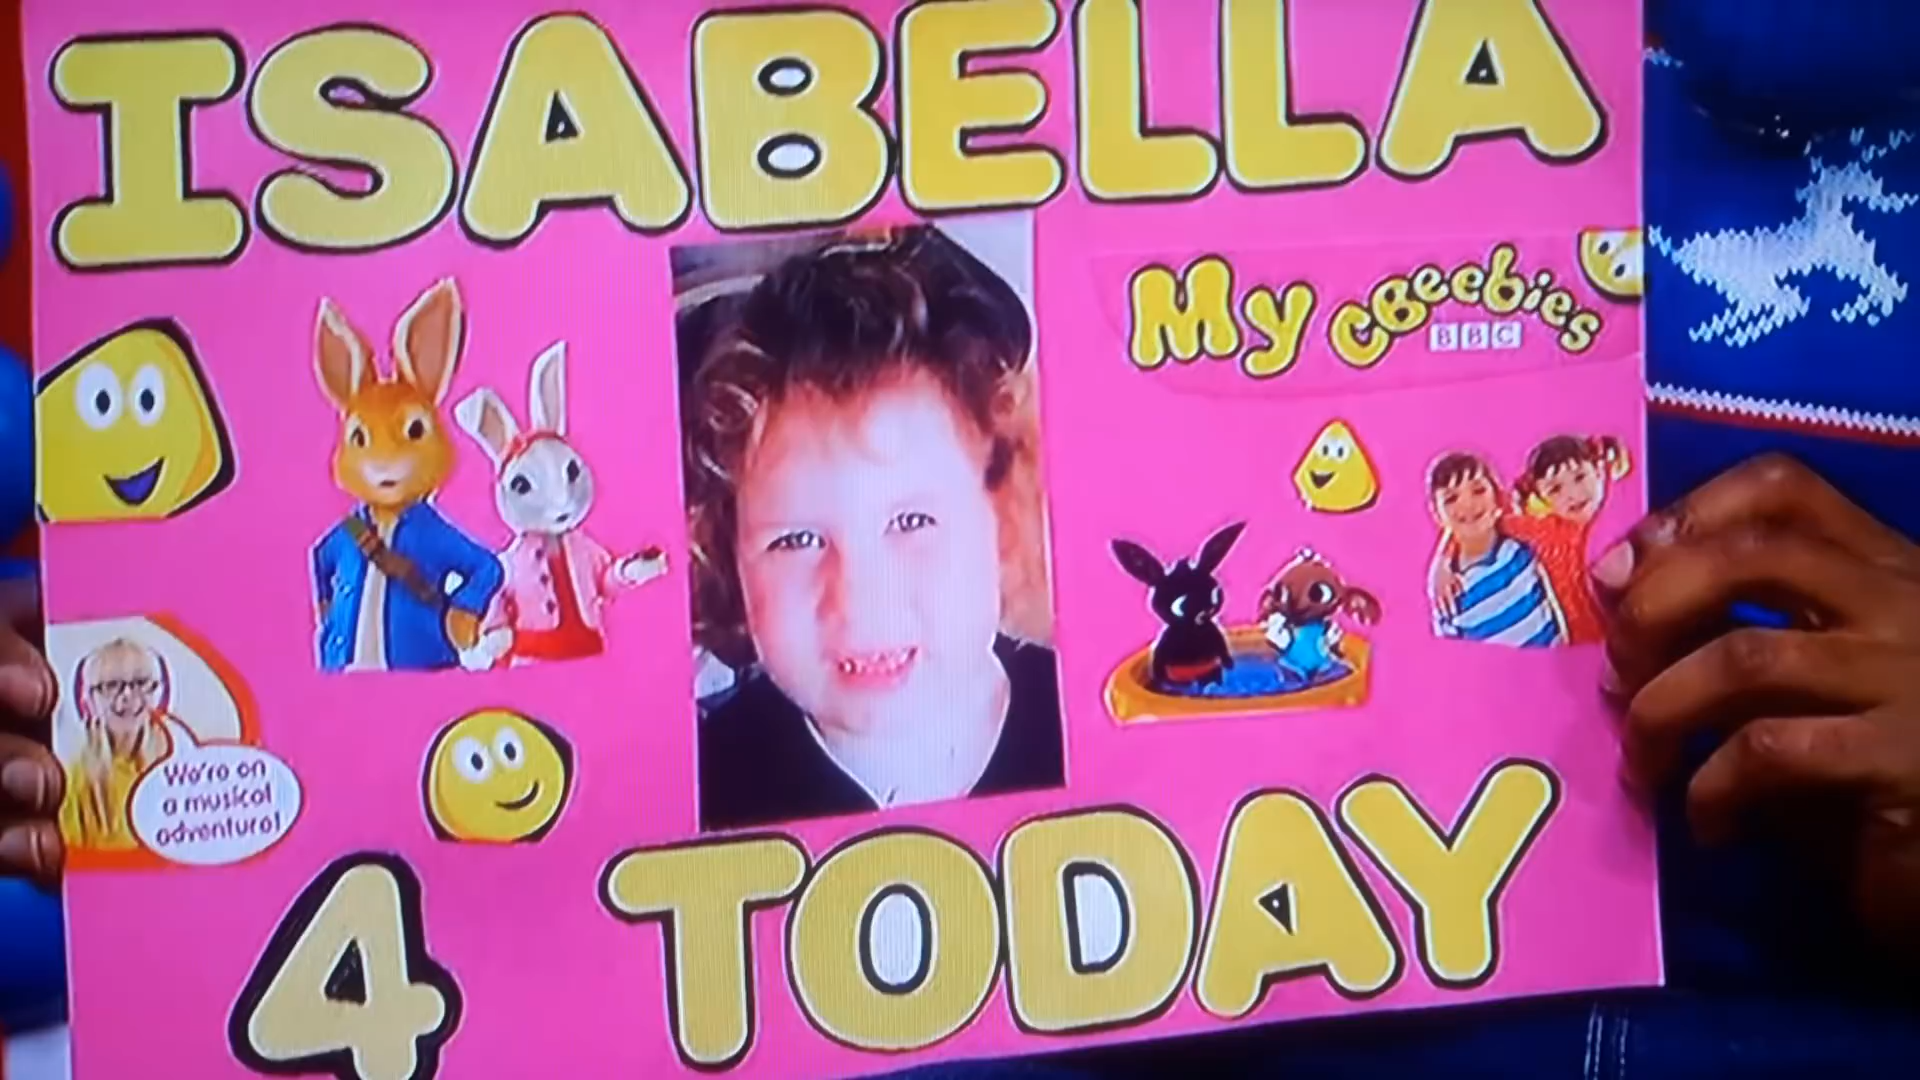 ISABELLA
My CBeebies
BBC
We're on
a musical
adventure!
4 TODAY